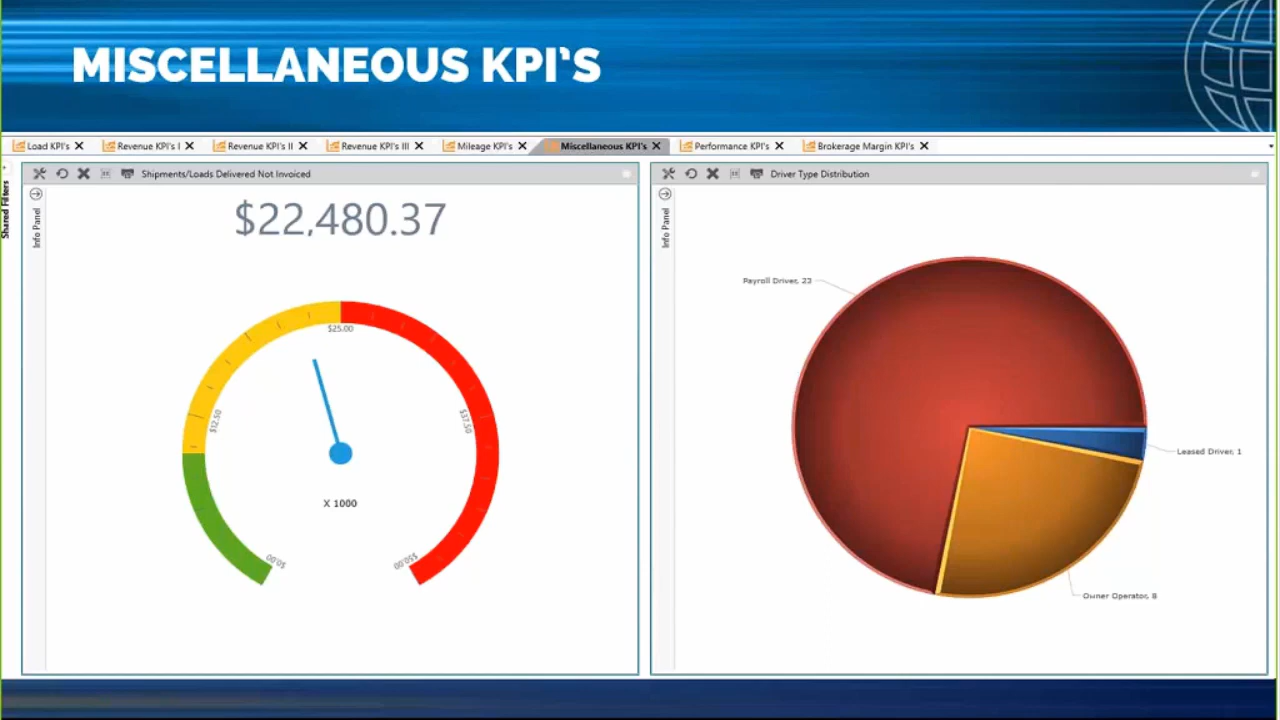 MISCELLANEOUS KPI'S
Load KPI's
Revenue KPI's I
Revenue KPI's II
Revenue KPI's III
Mileage KPI's
Miscellaneous KPI's
Performance KPI's
Brokerage Margin KPI's
Shared Filters
Shipments/Loads Delivered Not Invoiced
Info Panel
$22,480.37
$25.00
$12.50
$37.50
X 1000
$0.00
$50.00
Driver Type Distribution
Info Panel
Payroll Driver, 23
Leased Driver, 1
Owner Operator, 8